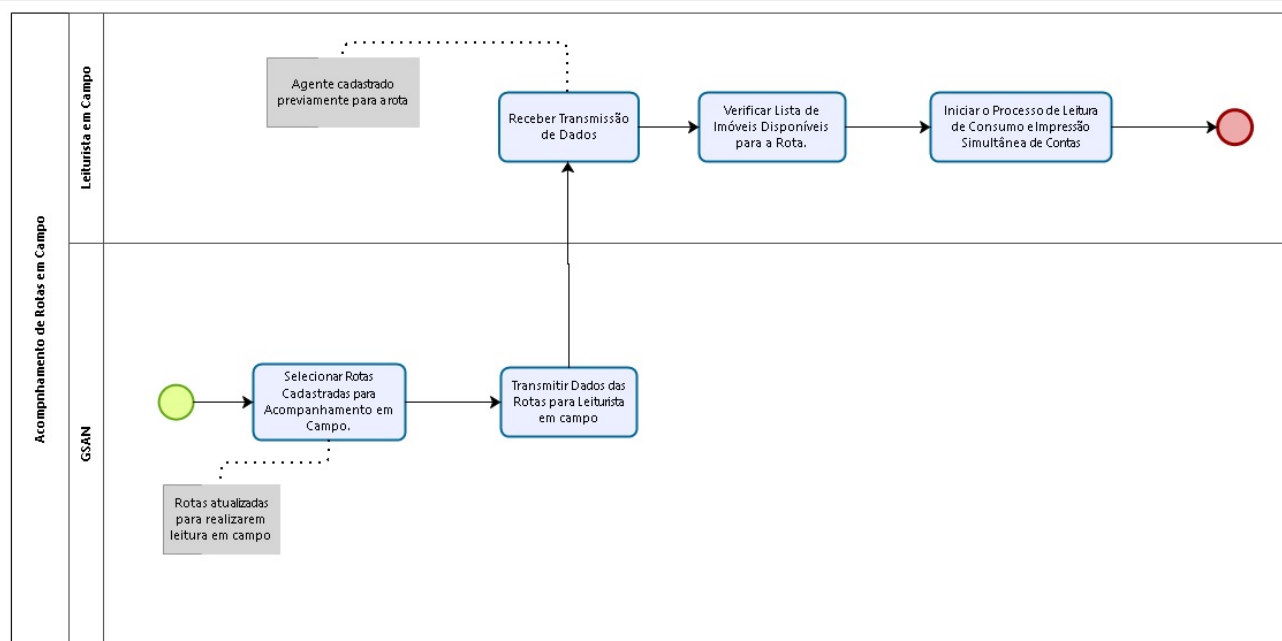 Acompnhamento de Rotas em Campo
Leiturista em Campo
Agente cadastrado
previamente para a rota
Receber Transmissão
de Dados
Verificar Lista de
Imóveis Disponíveis
para a Rota.
Iniciar o Processo de Leitura
de Consumo e Impressão
Simultânea de Contas
GSAN
Selecionar Rotas
Cadastradas para
Acompanhamento em
Campo.
Transmitir Dados das
Rotas para Leiturista
em campo
Rotas atualizadas
para realizarem
leitura em campo